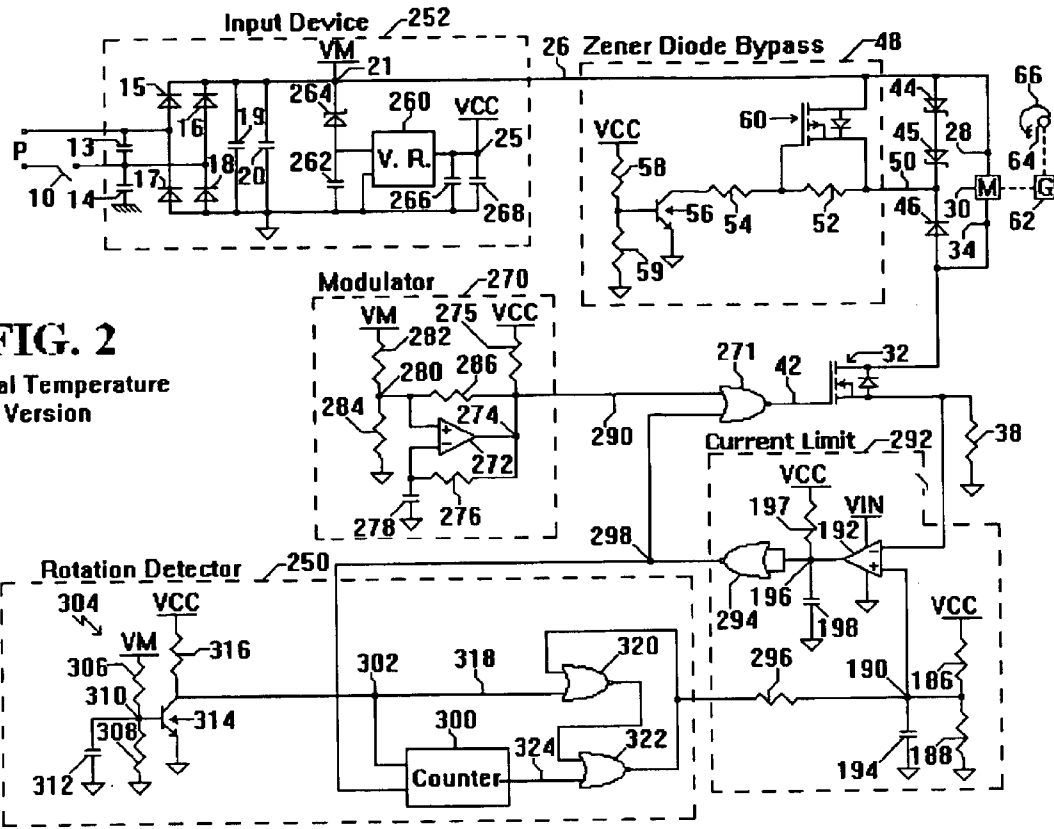 Input Device 252
VM
26 Zener Diode Bypass 48
15 21
264
16 19 260 VCC 60 44 66
P 13 V. R. 25 VCC 45 28 64
18 20 262 58 50 M G
10 14 17 266 268 56 54 52 46 30 62
59 34
Modulator 270
VM 275 VCC
FIG. 2 282
al Temperature 280 286 271 42 32
Version 284 274 290 38
+
−
272
Current Limit 292
278 276 VCC
197 VIN
298 192
Rotation Detector 250 −
+
304 VCC 196
294 198 VCC
VM 316 320 296 190 186
306 302 318
310 314 300 322
308 324 194 188
312 Counter